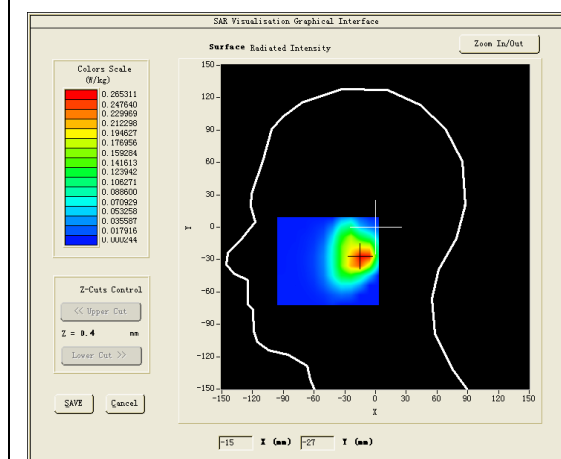 SAR Visualisation Graphical Interface
Surface Radiated Intensity
Zoom In/Out
Colors Scale
(W/kg)
0.265311
0.247640
0.229969
0.212298
0.194627
0.176956
0.159284
0.141613
0.123942
0.106271
0.088600
0.070929
0.053258
0.035587
0.017916
0.000244
150
120
90
60
30
0
-30
-60
-90
-120
-150
Y
-150 -120 -90 -60 -30 0 30 60 90 120 150
X
Z-Cuts Control
<< Upper Cut
Z = 0.4 mm
Lower Cut >>
SAVE Cancel
-15 X (mm) -27 Y (mm)